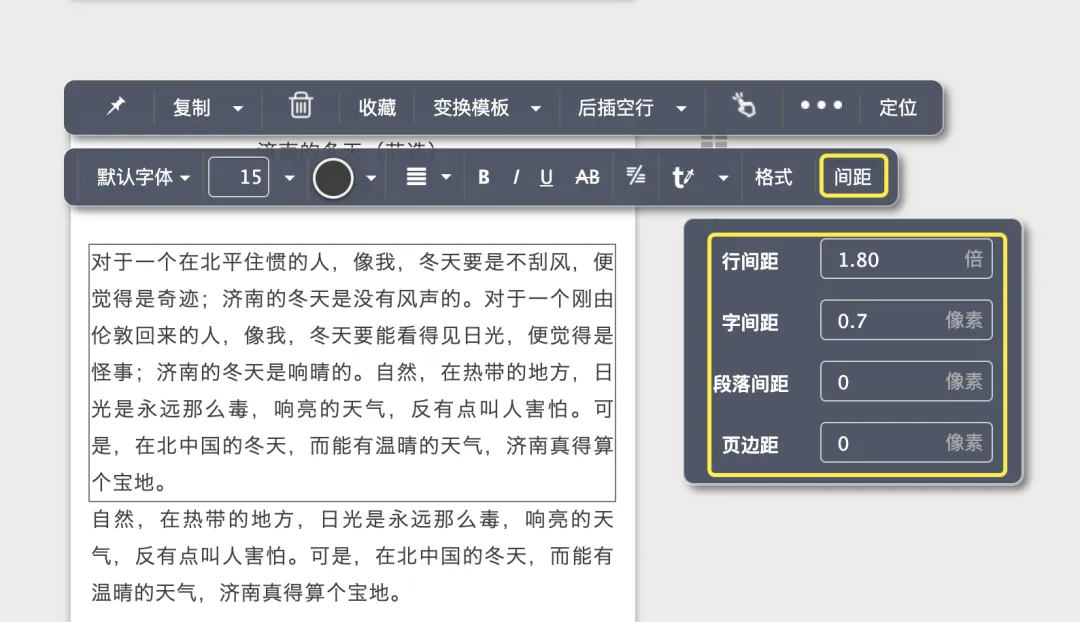 复制 收藏 变换模板 后插空行 定位
济南的冬天（节选）
默认字体 15 B I U AB 格式 间距
行间距 1.80 倍
字间距 0.7 像素
段落间距 0 像素
页边距 0 像素
对于一个在北平住惯的人，像我，冬天要是不刮风，便
觉得是奇迹；济南的冬天是没有风声的。对于一个刚由
伦敦回来的人，像我，冬天要能看得见日光，便觉得是
怪事；济南的冬天是响晴的。自然，在热带的地方，日
光是永远那么毒，响亮的天气，反有点叫人害怕。可
是，在北中国的冬天，而能有温晴的天气，济南真得算
个宝地。
自然，在热带的地方，日光是永远那么毒，响亮的天
气，反有点叫人害怕。可是，在北中国的冬天，而能有
温晴的天气，济南真得算个宝地。